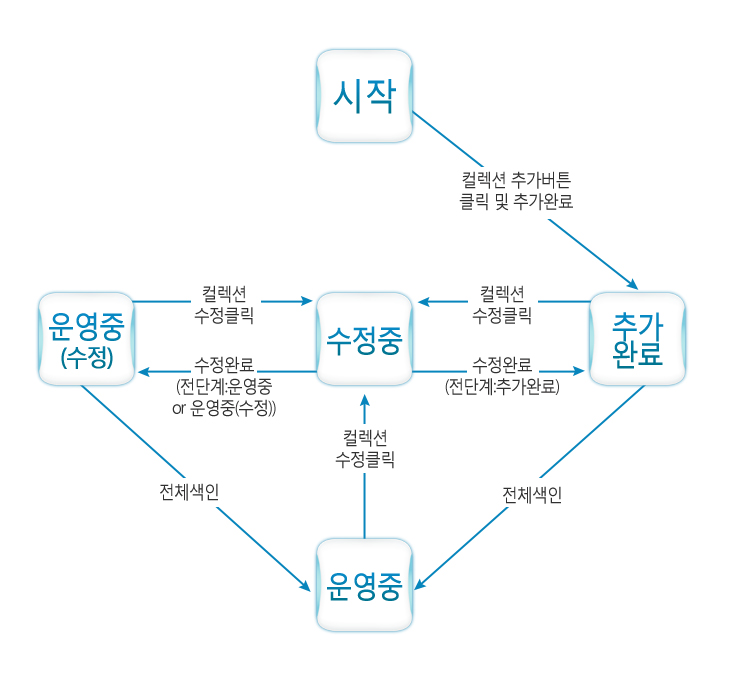 시작
컬렉션 추가버튼
클릭 및 추가완료
컬렉션
수정클릭
컬렉션
수정클릭
운영중
(수정)
수정중
추가
완료
수정완료
(전단계:운영중
or 운영중(수정))
수정완료
(전단계:추가완료)
컬렉션
수정클릭
전체색인
전체색인
운영중